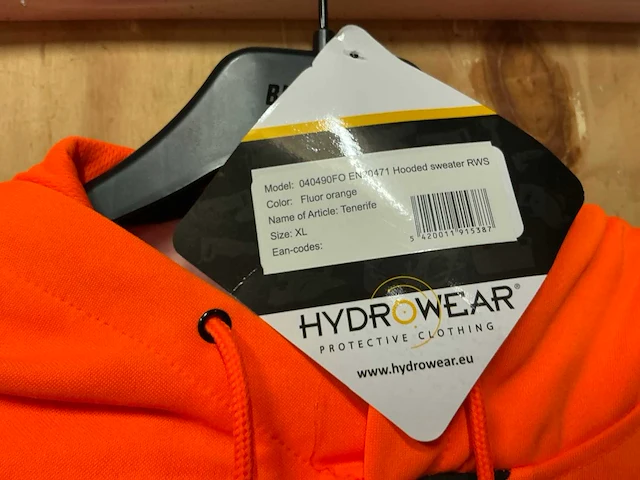 Model: 040490FO EN20471 Hooded sweater RWS
Color: Fluor orange
Name of Article: Tenerife
Size: XL
Ean-codes:
5 420011 915387
HYDROWEAR®
PROTECTIVE CLOTHING
www.hydrowear.eu